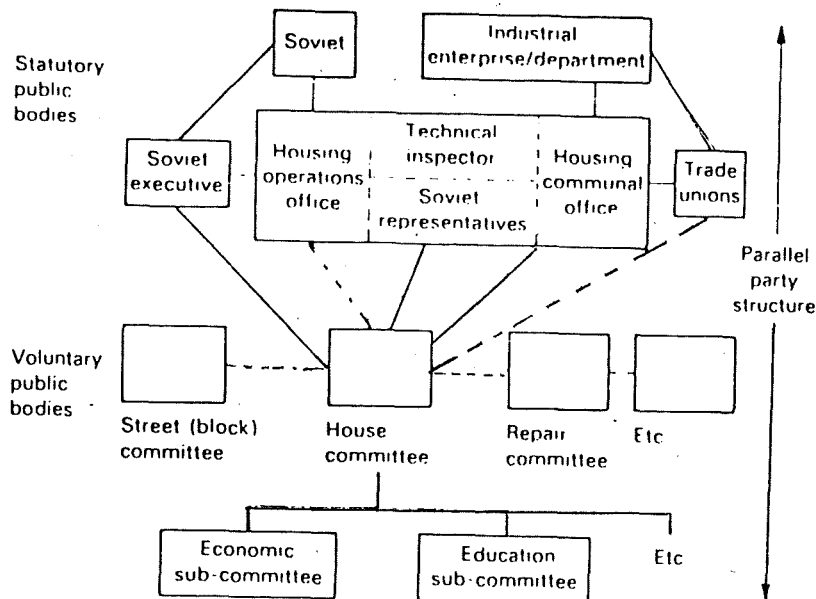 Statutory
public
bodies
Soviet
Industrial
enterprise/department
Soviet
executive
Housing
operations
office
Technical
inspector
Soviet
representatives
Housing
communal
office
Trade
unions
Parallel
party
structure
Voluntary
public
bodies
Street (block)
committee
House
committee
Repair
committee
Etc
Economic
sub-committee
Education
sub-committee
Etc